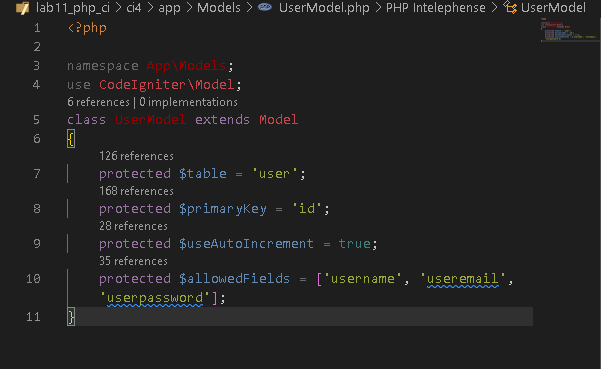 lab11_php_ci > ci4 > app > Models > UserModel.php > PHP Intelephense > UserModel
1 <?php
2
3 namespace App\Models;
4 use CodeIgniter\Model;
6 references | 0 implementations
5 class UserModel extends Model
6 {
126 references
7 protected $table = 'user';
168 references
8 protected $primaryKey = 'id';
28 references
9 protected $useAutoIncrement = true;
35 references
10 protected $allowedFields = ['username', 'useremail',
'userpassword'];
11 }